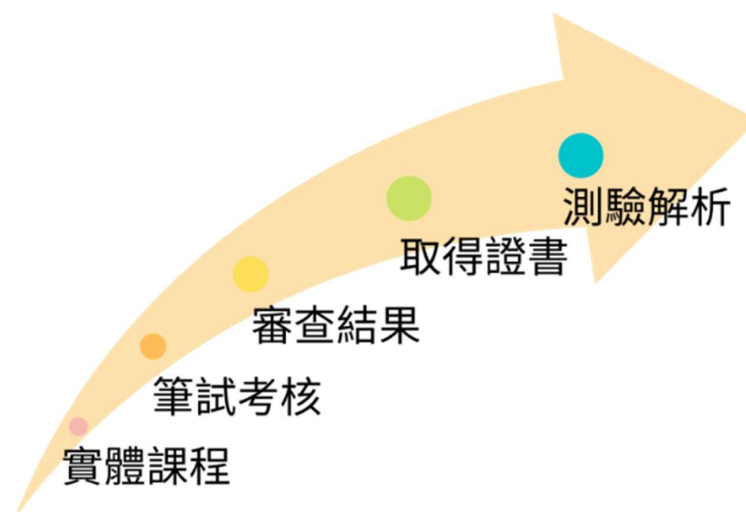 測驗解析
取得證書
審查結果
筆試考核
實體課程